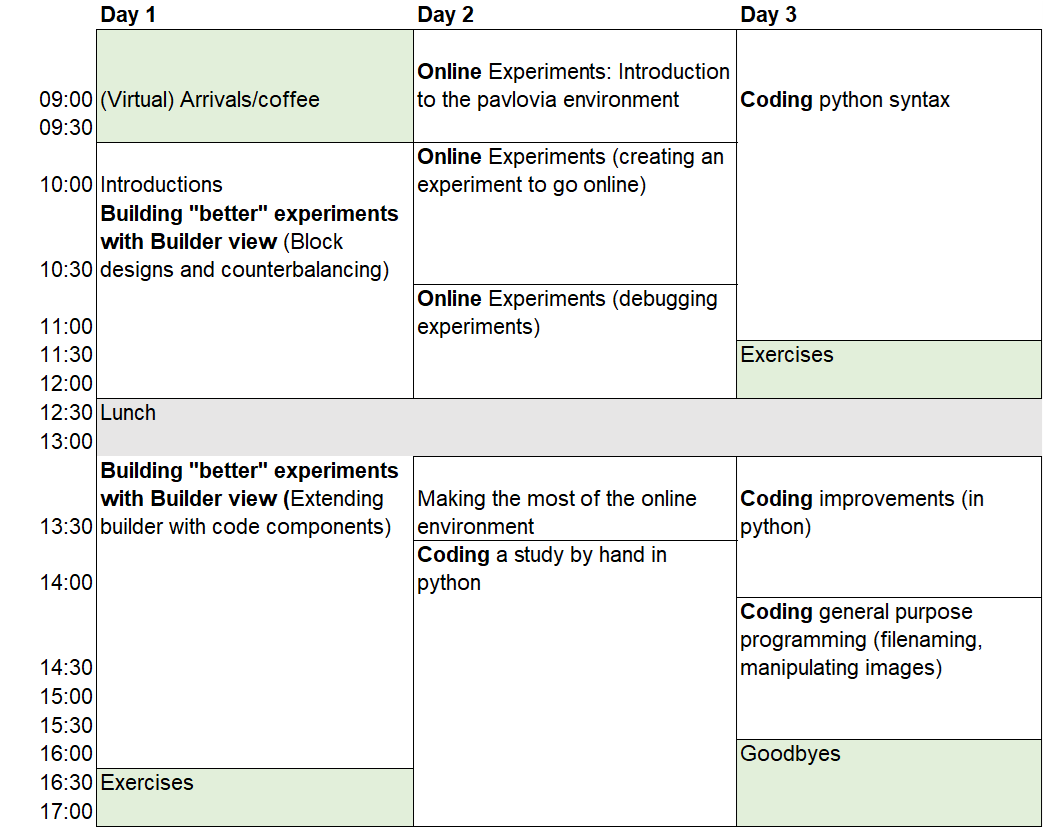 Day 1 Day 2 Day 3
Online Experiments: Introduction
09:00 (Virtual) Arrivals/coffee to the pavlovia environment Coding python syntax
09:30
Online Experiments (creating an
10:00 Introductions experiment to go online)
Building "better" experiments
with Builder view (Block
10:30 designs and counterbalancing)
Online Experiments (debugging
11:00 experiments)
11:30 Exercises
12:00
12:30 Lunch
13:00
Building "better" experiments
with Builder view (Extending Making the most of the online Coding improvements (in
13:30 builder with code components) environment python)
Coding a study by hand in
14:00 python
Coding general purpose
programming (filenaming,
14:30 manipulating images)
15:00
15:30
16:00 Goodbyes
16:30 Exercises
17:00